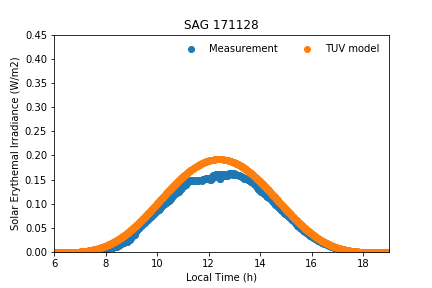 SAG 171128
Measurement
TUV model
Solar Erythemal Irradiance (W/m2)
0.45
0.40
0.35
0.30
0.25
0.20
0.15
0.10
0.05
0.00
6 8 10 12 14 16 18
Local Time (h)